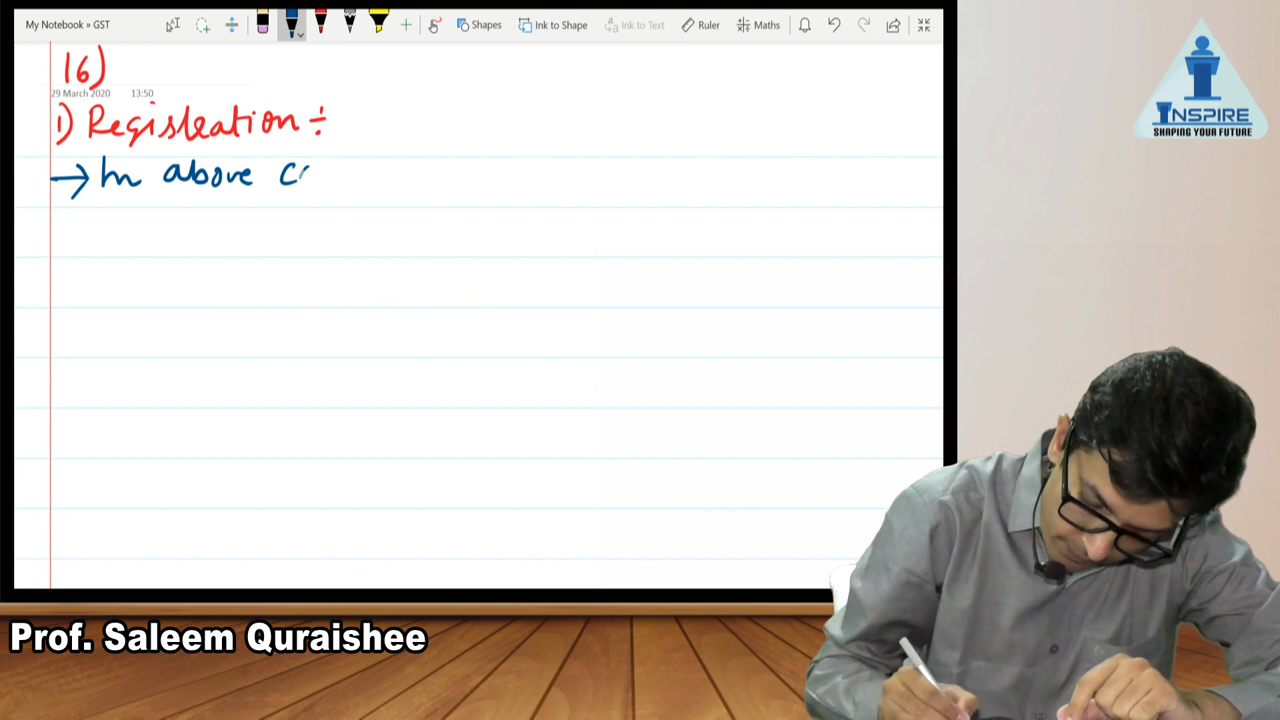 My Notebook » GST
Shapes
Ink to Shape
Ink to Text
Ruler
Maths
16)
29 March 2020 13:50
1) Registration ÷
→ In above
INSPIRE
SHAPING YOUR FUTURE
Prof. Saleem Quraishee